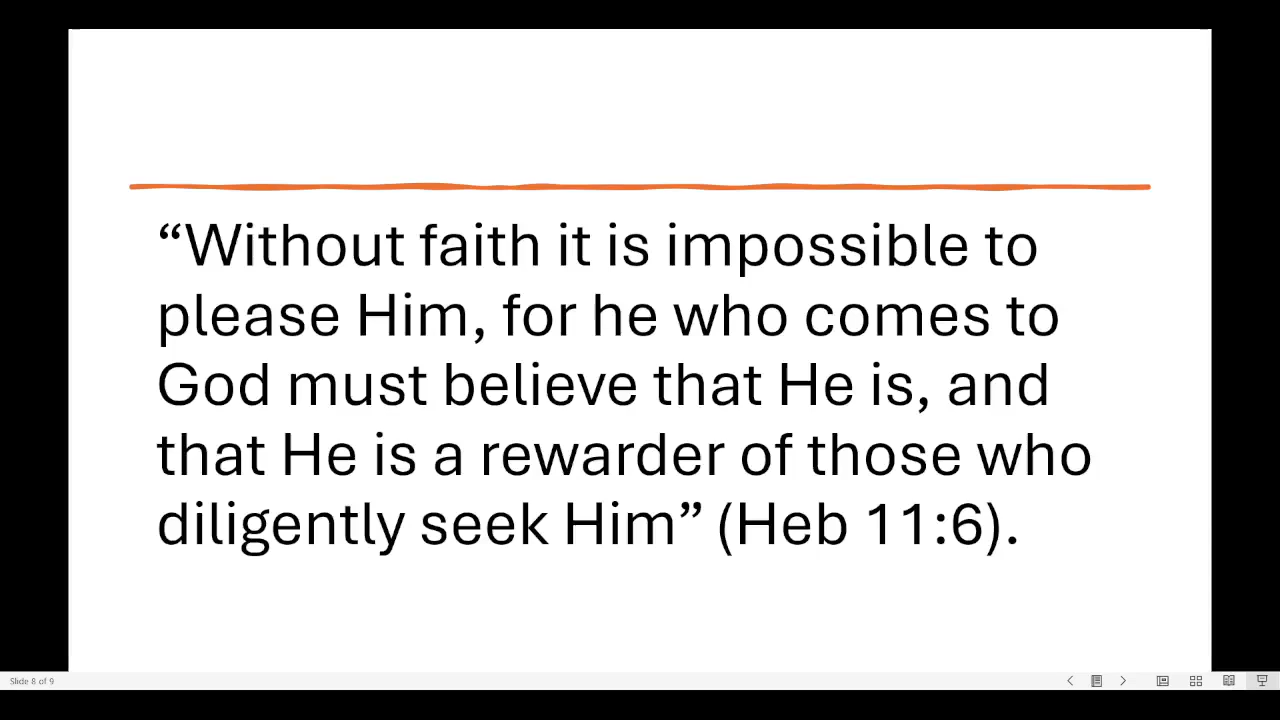 “Without faith it is impossible to
please Him, for he who comes to
God must believe that He is, and
that He is a rewarder of those who
diligently seek Him” (Heb 11:6).
Slide 8 of 9